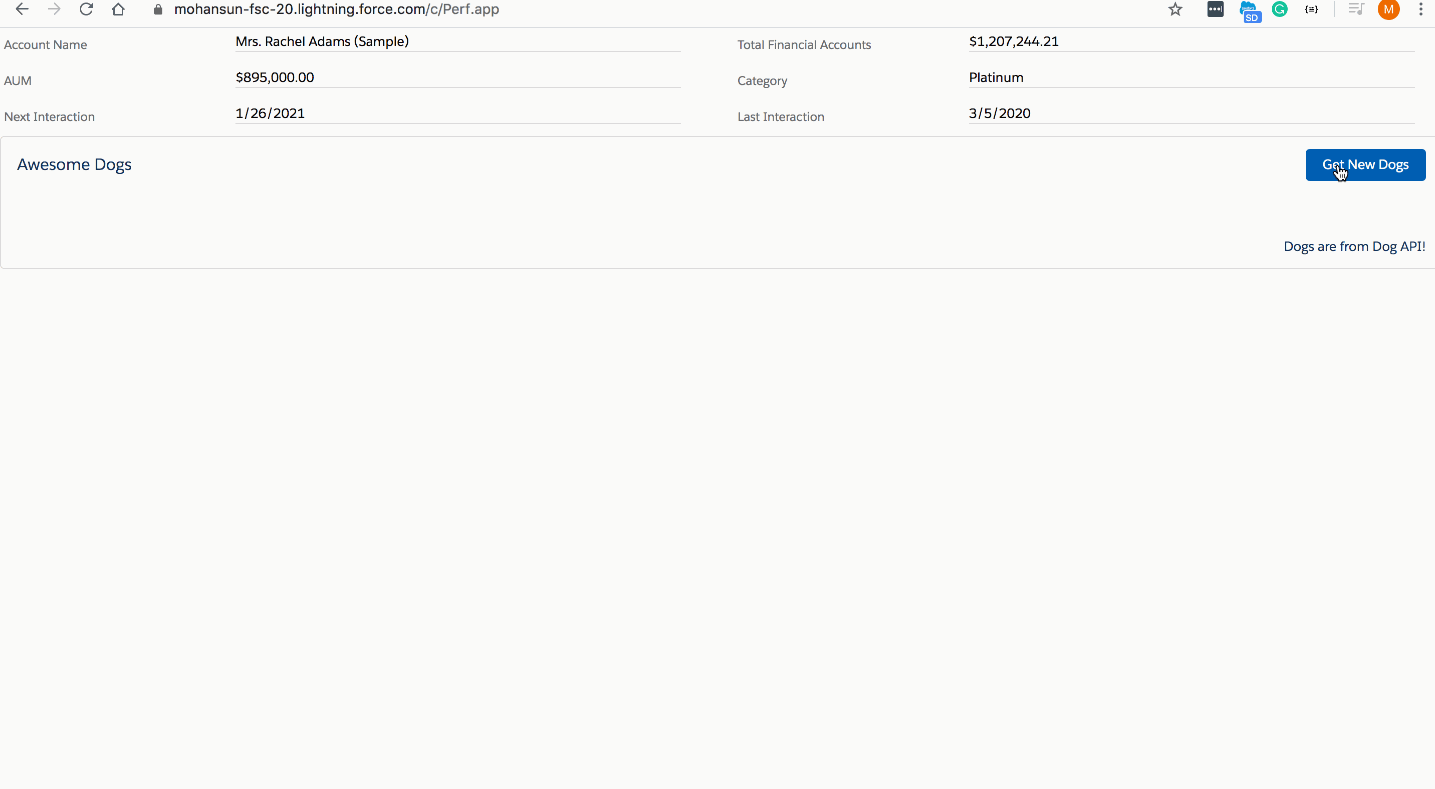 mohansun-fsc-20.lightning.force.com/c/Perf.app
SD
G
{≡}
M
Account Name Mrs. Rachel Adams (Sample) Total Financial Accounts $1,207,244.21
AUM $895,000.00 Category Platinum
Next Interaction 1/26/2021 Last Interaction 3/5/2020
Awesome Dogs Get New Dogs
Dogs are from Dog API!